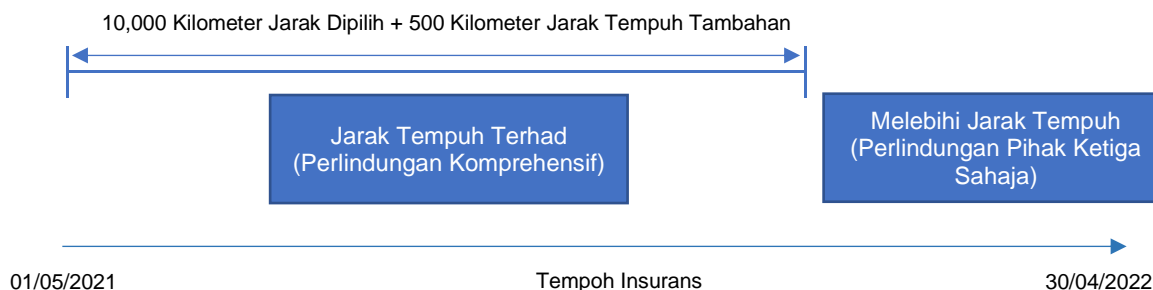 10,000 Kilometer Jarak Dipilih + 500 Kilometer Jarak Tempuh Tambahan
Jarak Tempuh Terhad
(Perlindungan Komprehensif)
Melebihi Jarak Tempuh
(Perlindungan Pihak Ketiga
Sahaja)
01/05/2021
Tempoh Insurans
30/04/2022